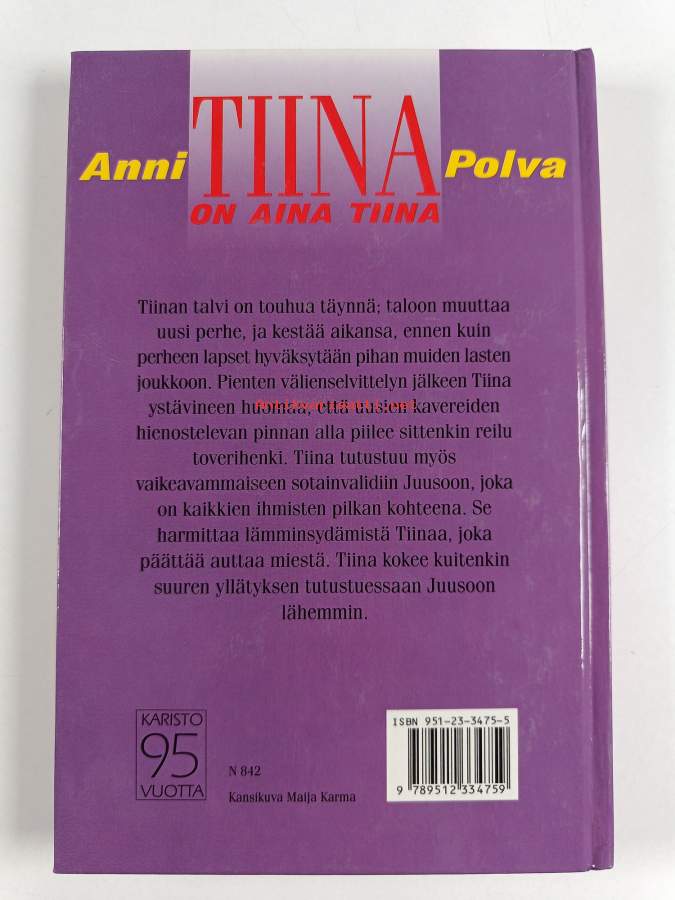 Anni TIINA Polva
ON AINA TIINA
Tiinan talvi on touhua täynnä; taloon muuttaa
uusi perhe, ja kestää aikansa, ennen kuin
perheen lapset hyväksytään pihan muiden lasten
joukkoon. Pienten välienselvittelyn jälkeen Tiina
ystävineen huomaa, että uusien kavereiden
hienostelevan pinnan alla piilee sittenkin reilu
toverihenki. Tiina tutustuu myös
vaikeavammaiseen sotainvalidiin Juusoon, joka
on kaikkien ihmisten pilkan kohteena. Se
harmittaa lämminsydämistä Tiinaa, joka
päättää auttaa miestä. Tiina kokee kuitenkin
suuren yllätyksen tutustuessaan Juusoon
lähemmin.
KARISTO
95
VUOTTA
N 842
Kansikuva Maija Karma
ISBN 951-23-3475-5
9 789512 334759